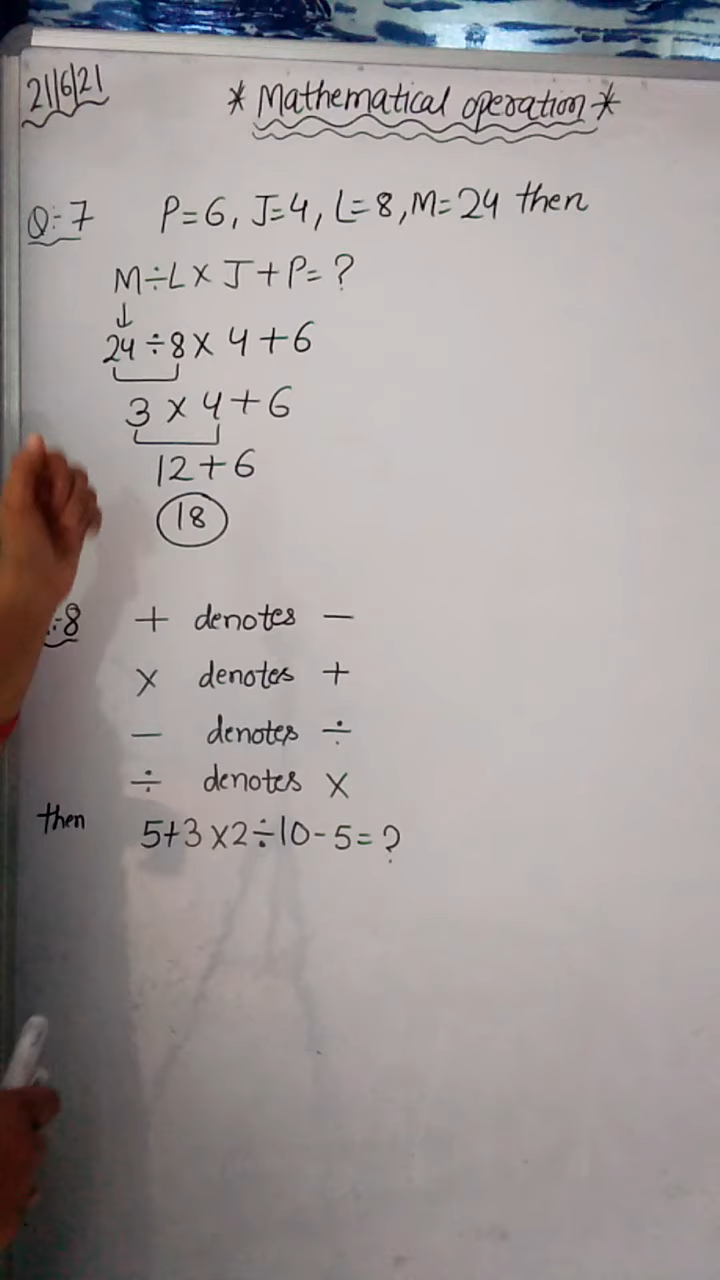 21/6/21
* Mathematical operation *
Q:-7 P=6, J=4, L=8, M=24 then
M÷L× J+P=?
↓
24÷8× 4+6
3 × 4+6
12+6
18
:-8 + denotes −
× denotes +
− denotes ÷
÷ denotes ×
then 5+3×2÷10-5=?